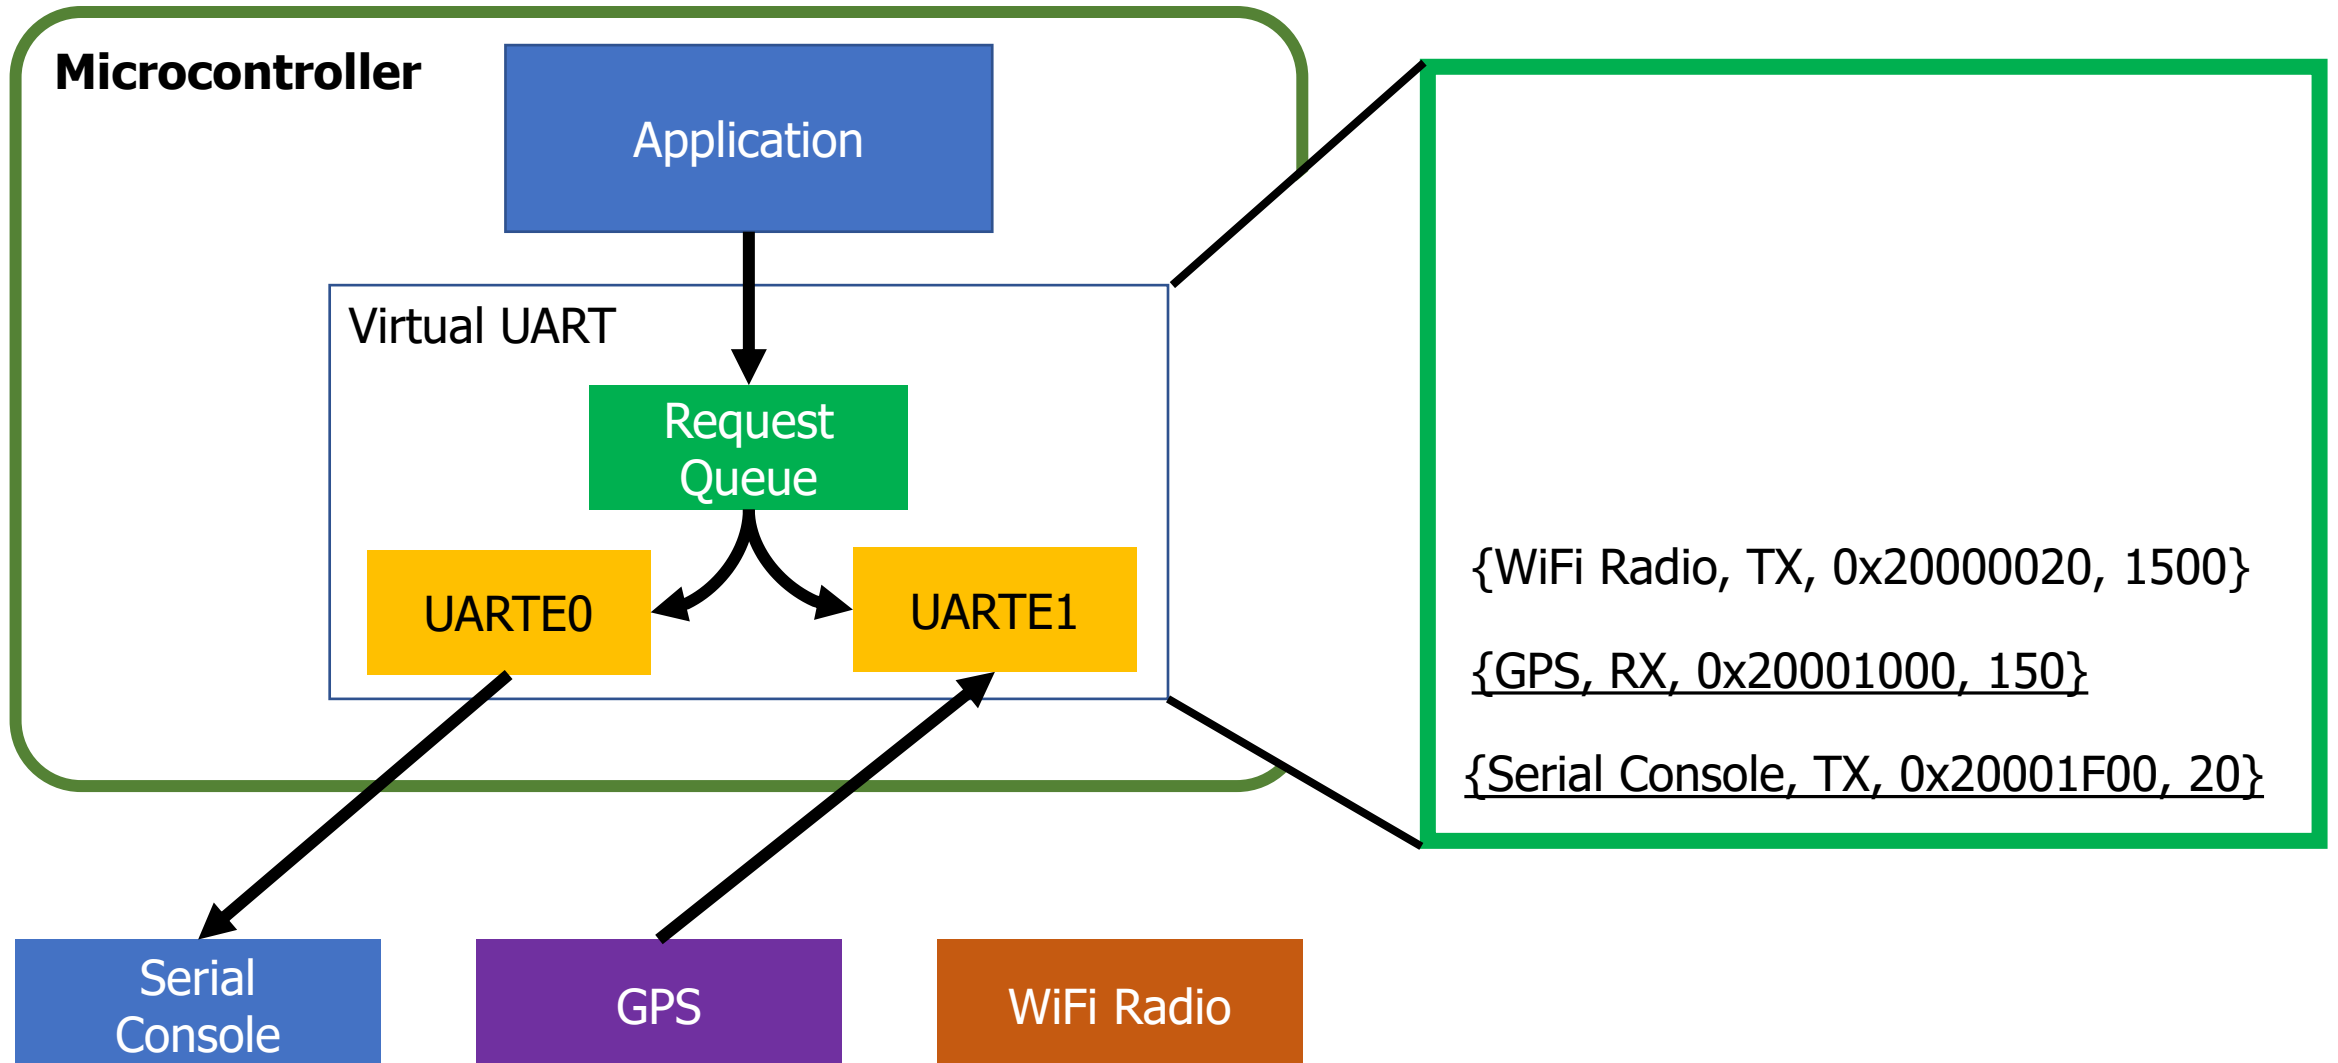 Microcontroller
Application
Virtual UART
Request
Queue
UARTE0
UARTE1
{WiFi Radio, TX, 0x20000020, 1500}
{GPS, RX, 0x20001000, 150}
{Serial Console, TX, 0x20001F00, 20}
Serial
Console
GPS
WiFi Radio